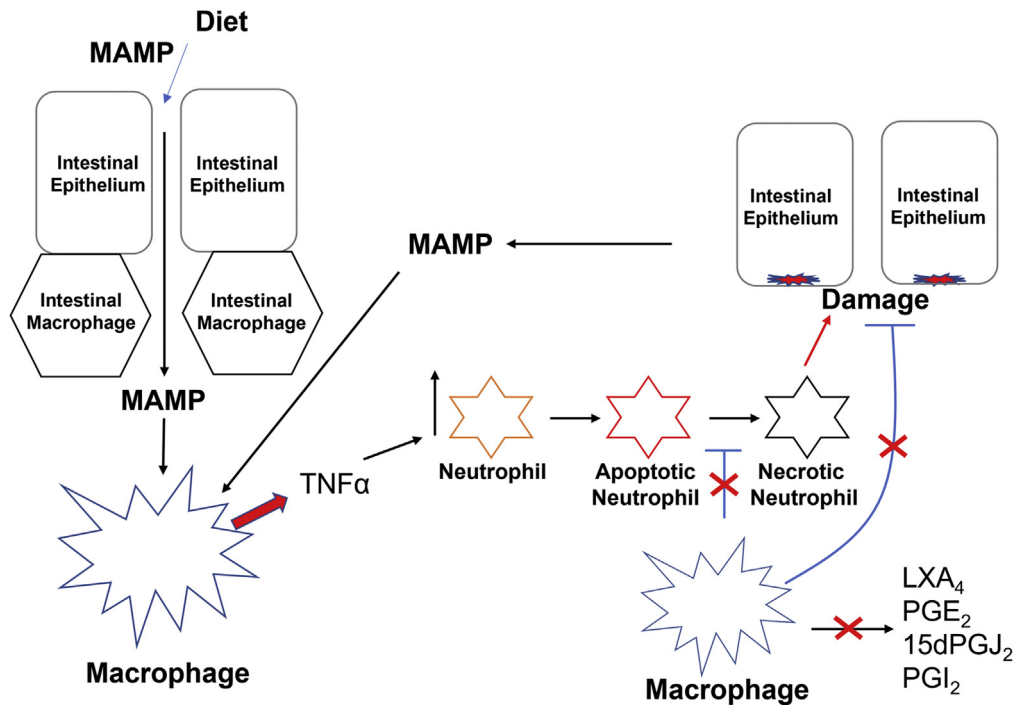 Diet
MAMP
Intestinal
Epithelium
Intestinal
Epithelium
Intestinal
Macrophage
Intestinal
Macrophage
MAMP
Macrophage
TNFα
MAMP
Neutrophil
Apoptotic
Neutrophil
Necrotic
Neutrophil
Intestinal
Epithelium
Intestinal
Epithelium
Damage
Macrophage
LXA₄
PGE₂
15dPGJ₂
PGI₂